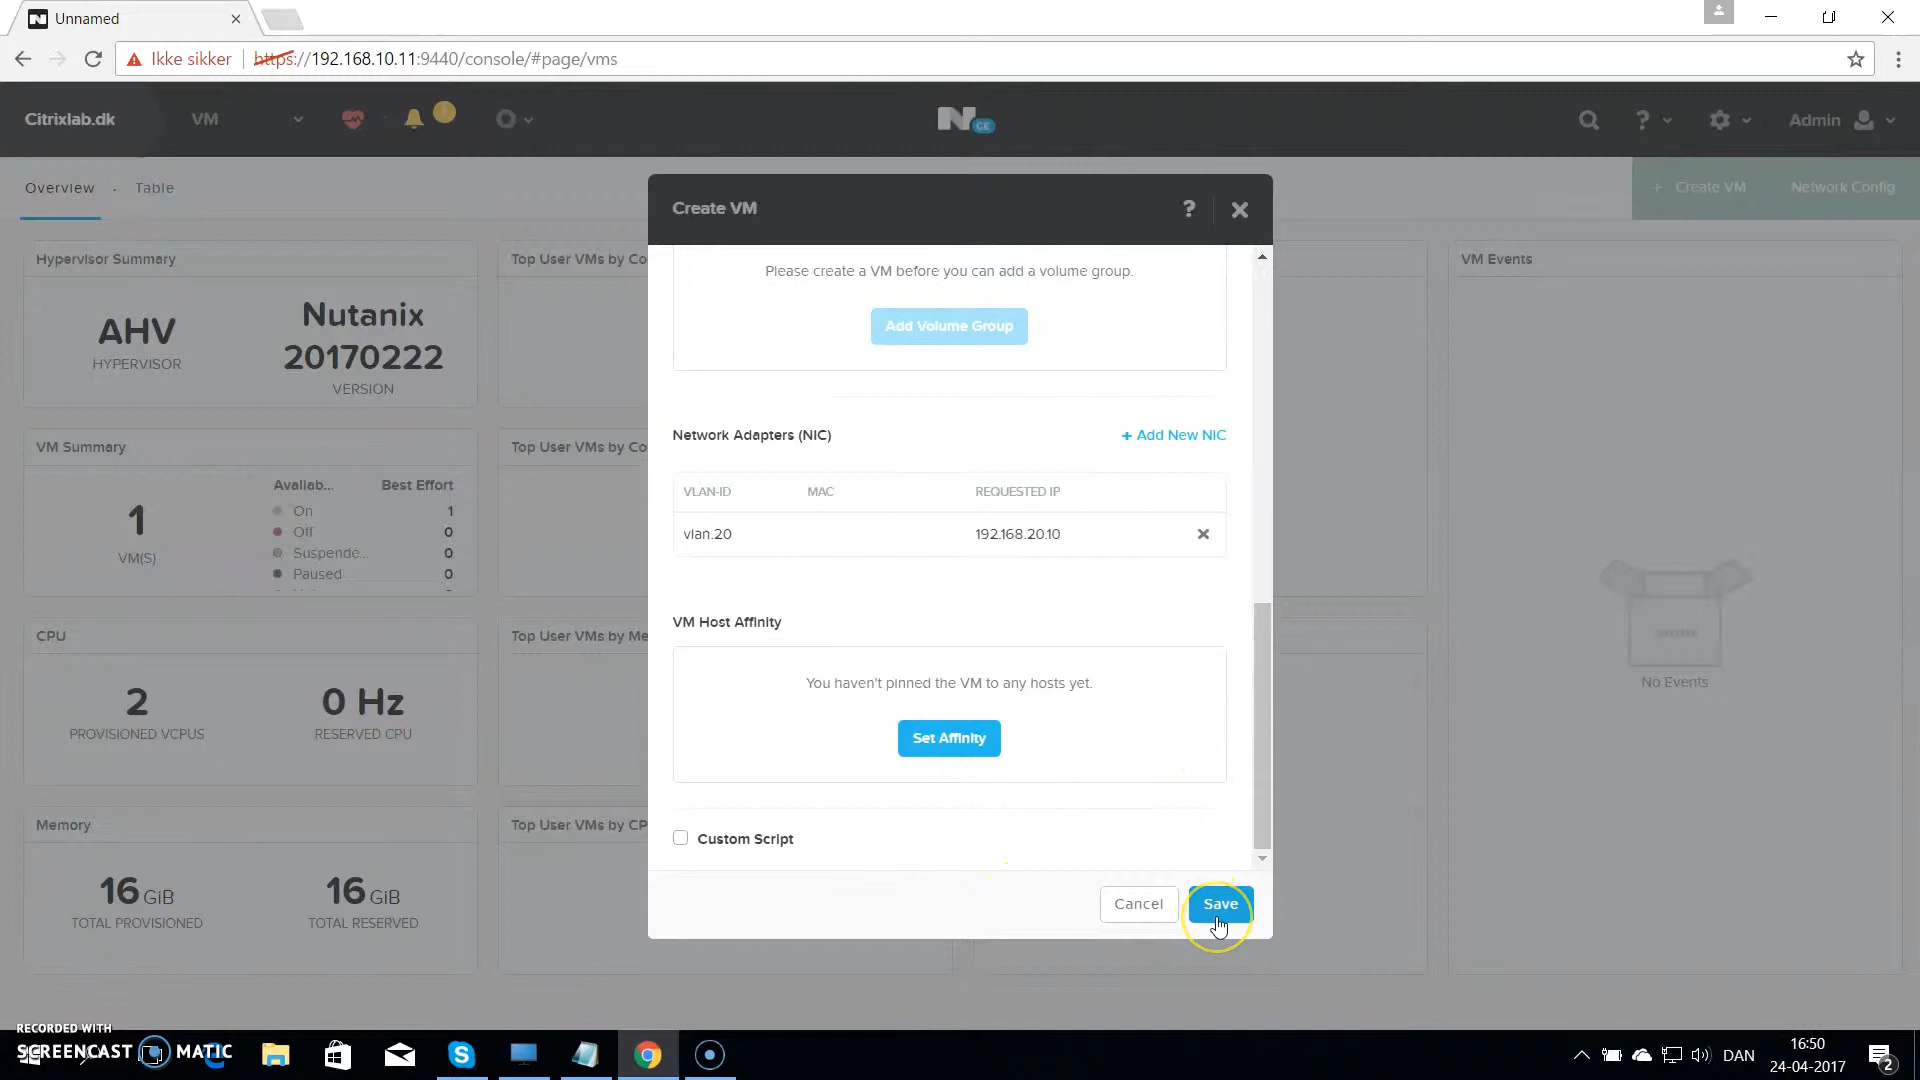 Unnamed
Ikke sikker https://192.168.10.11:9440/console/#page/vms
Citrixlab.dk
VM
N
CE
?
Admin
Overview · Table
+ Create VM
Network Config
Create VM
?
Hypervisor Summary
AHV
HYPERVISOR
Nutanix
20170222
VERSION
Top User VMs by Co
VM Events
No Events
VM Summary
1
VM(S)
Availab... Best Effort
On 1
Off 0
Suspende... 0
Paused 0
Top User VMs by Co
CPU
2
PROVISIONED VCPUS
0 Hz
RESERVED CPU
Top User VMs by Me
Memory
16 GiB
TOTAL PROVISIONED
16 GiB
TOTAL RESERVED
Top User VMs by CP
Please create a VM before you can add a volume group.
Add Volume Group
Network Adapters (NIC)
+ Add New NIC
VLAN-ID MAC REQUESTED IP
vlan.20 192.168.20.10
VM Host Affinity
You haven't pinned the VM to any hosts yet.
Set Affinity
Custom Script
Cancel
Save
RECORDED WITH
SCREENCAST MATIC
DAN
16:50
24-04-2017
2